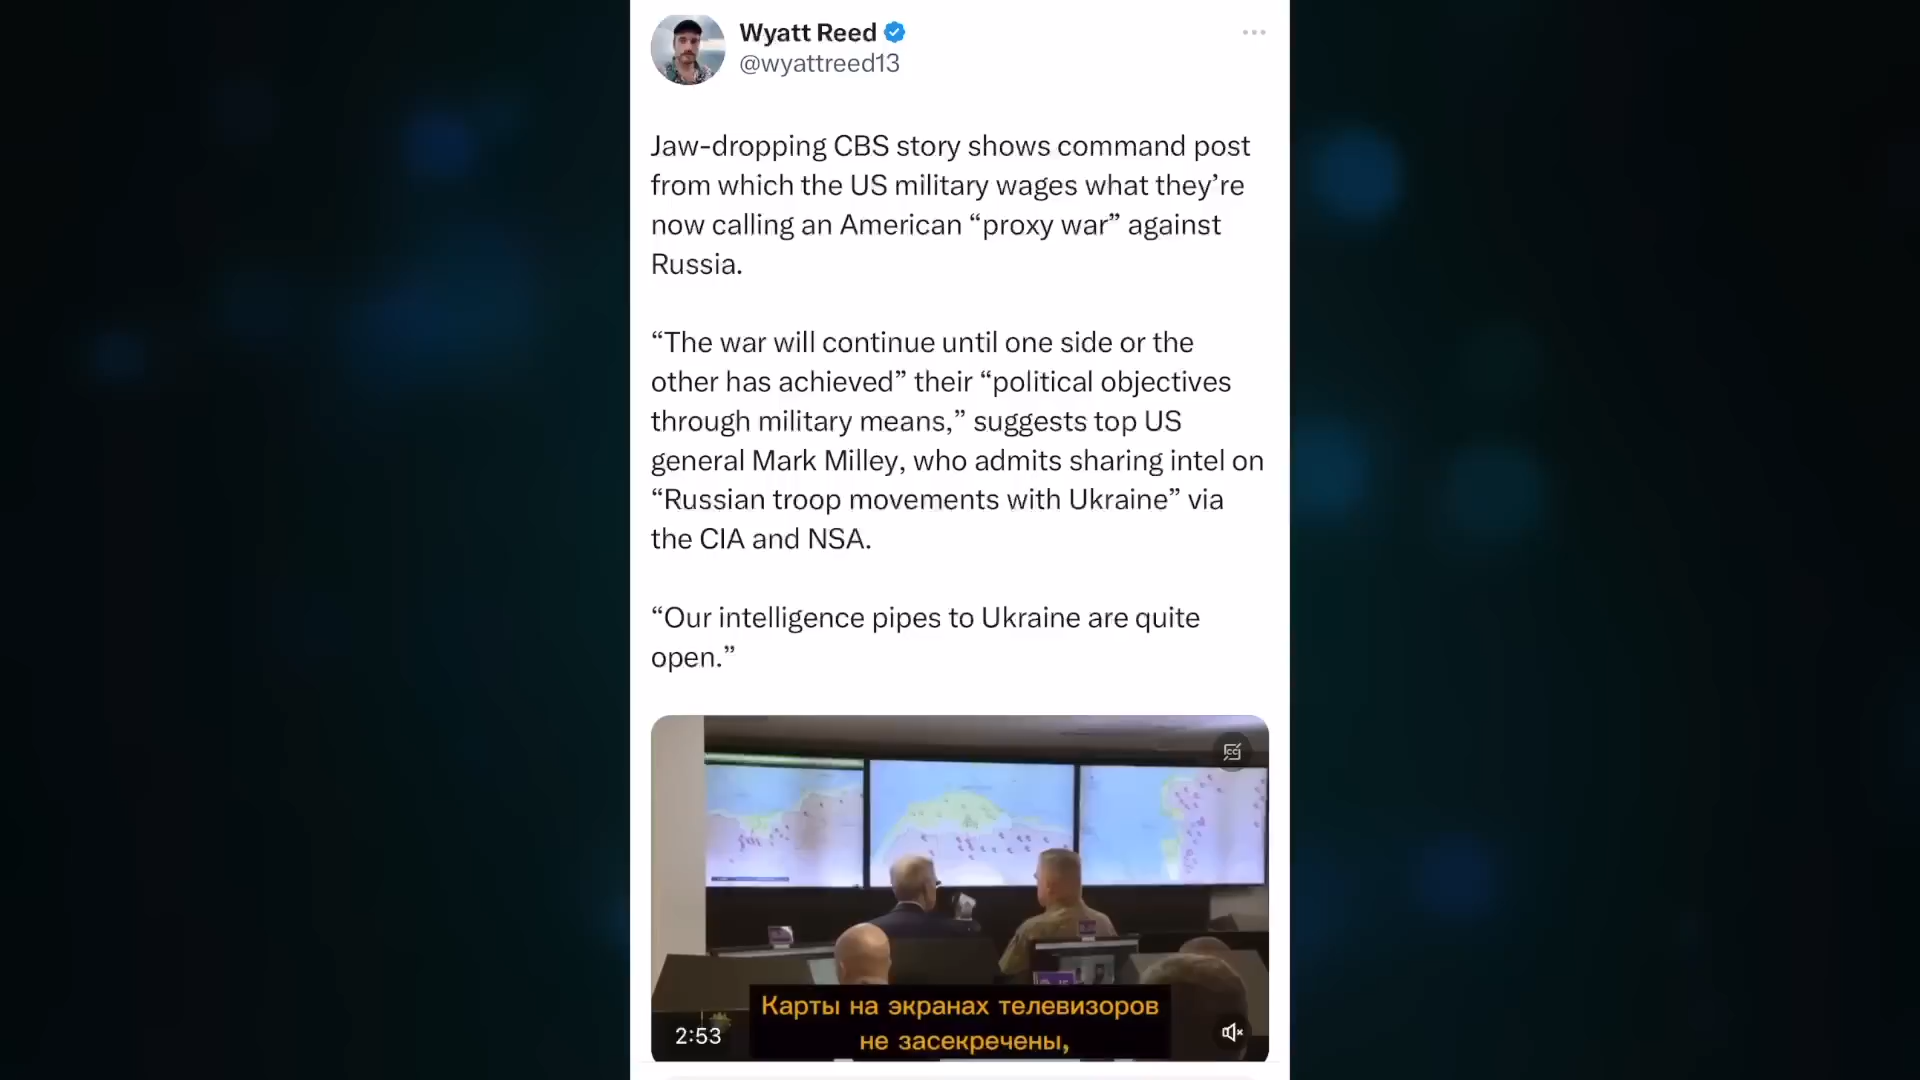 Wyatt Reed
@wyattreed13
Jaw-dropping CBS story shows command post
from which the US military wages what they’re
now calling an American “proxy war” against
Russia.
“The war will continue until one side or the
other has achieved” their “political objectives
through military means,” suggests top US
general Mark Milley, who admits sharing intel on
“Russian troop movements with Ukraine” via
the CIA and NSA.
“Our intelligence pipes to Ukraine are quite
open.”
Карты на экранах телевизоров
не засекречены,
2:53